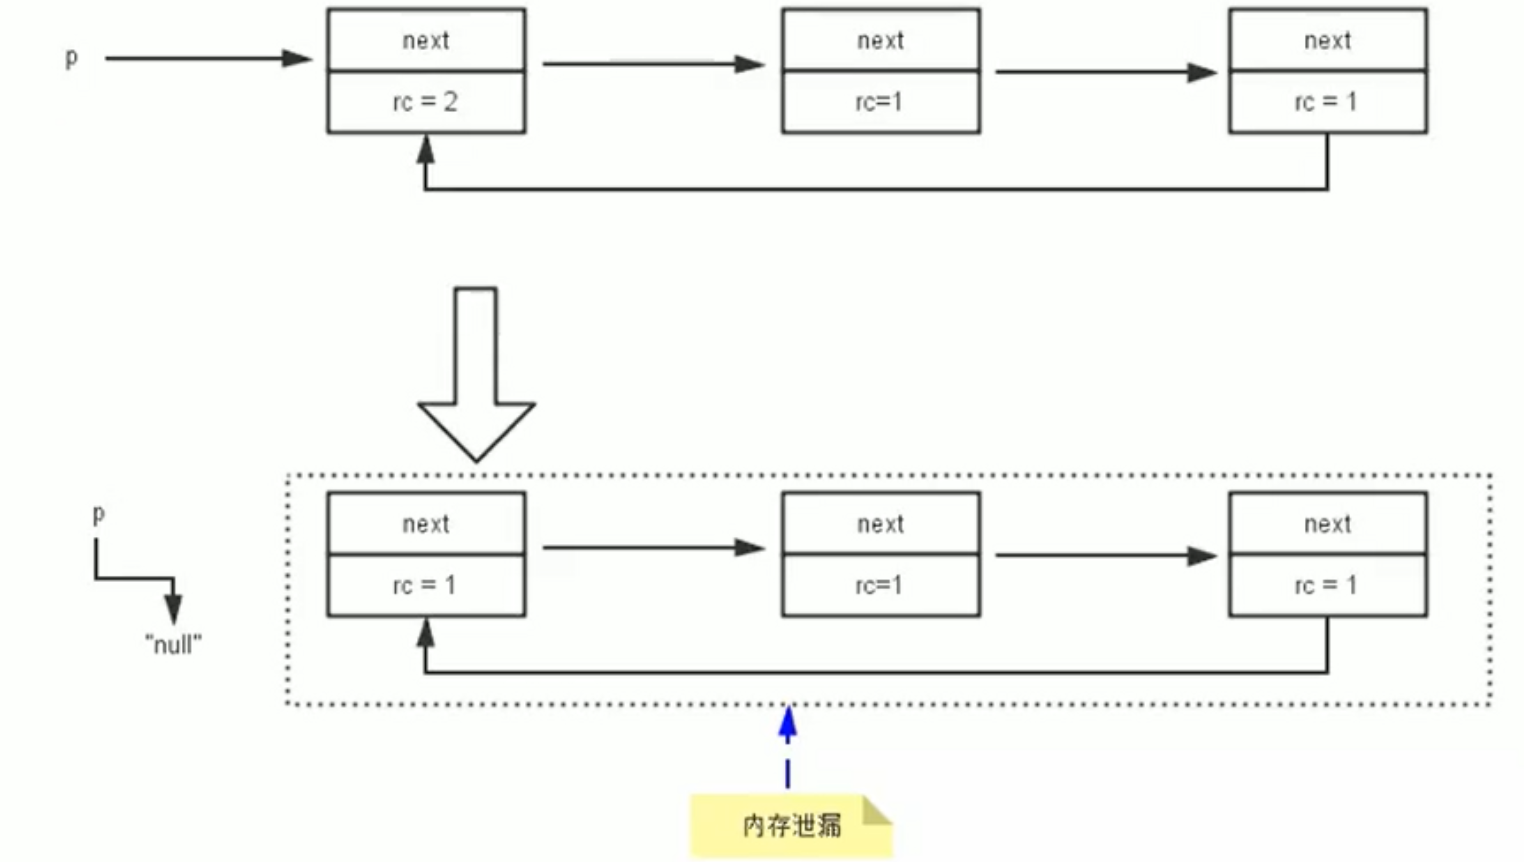 p
next
next
next
rc = 2
rc=1
rc = 1
p
next
next
next
rc = 1
rc=1
rc = 1
"null"
内存泄漏